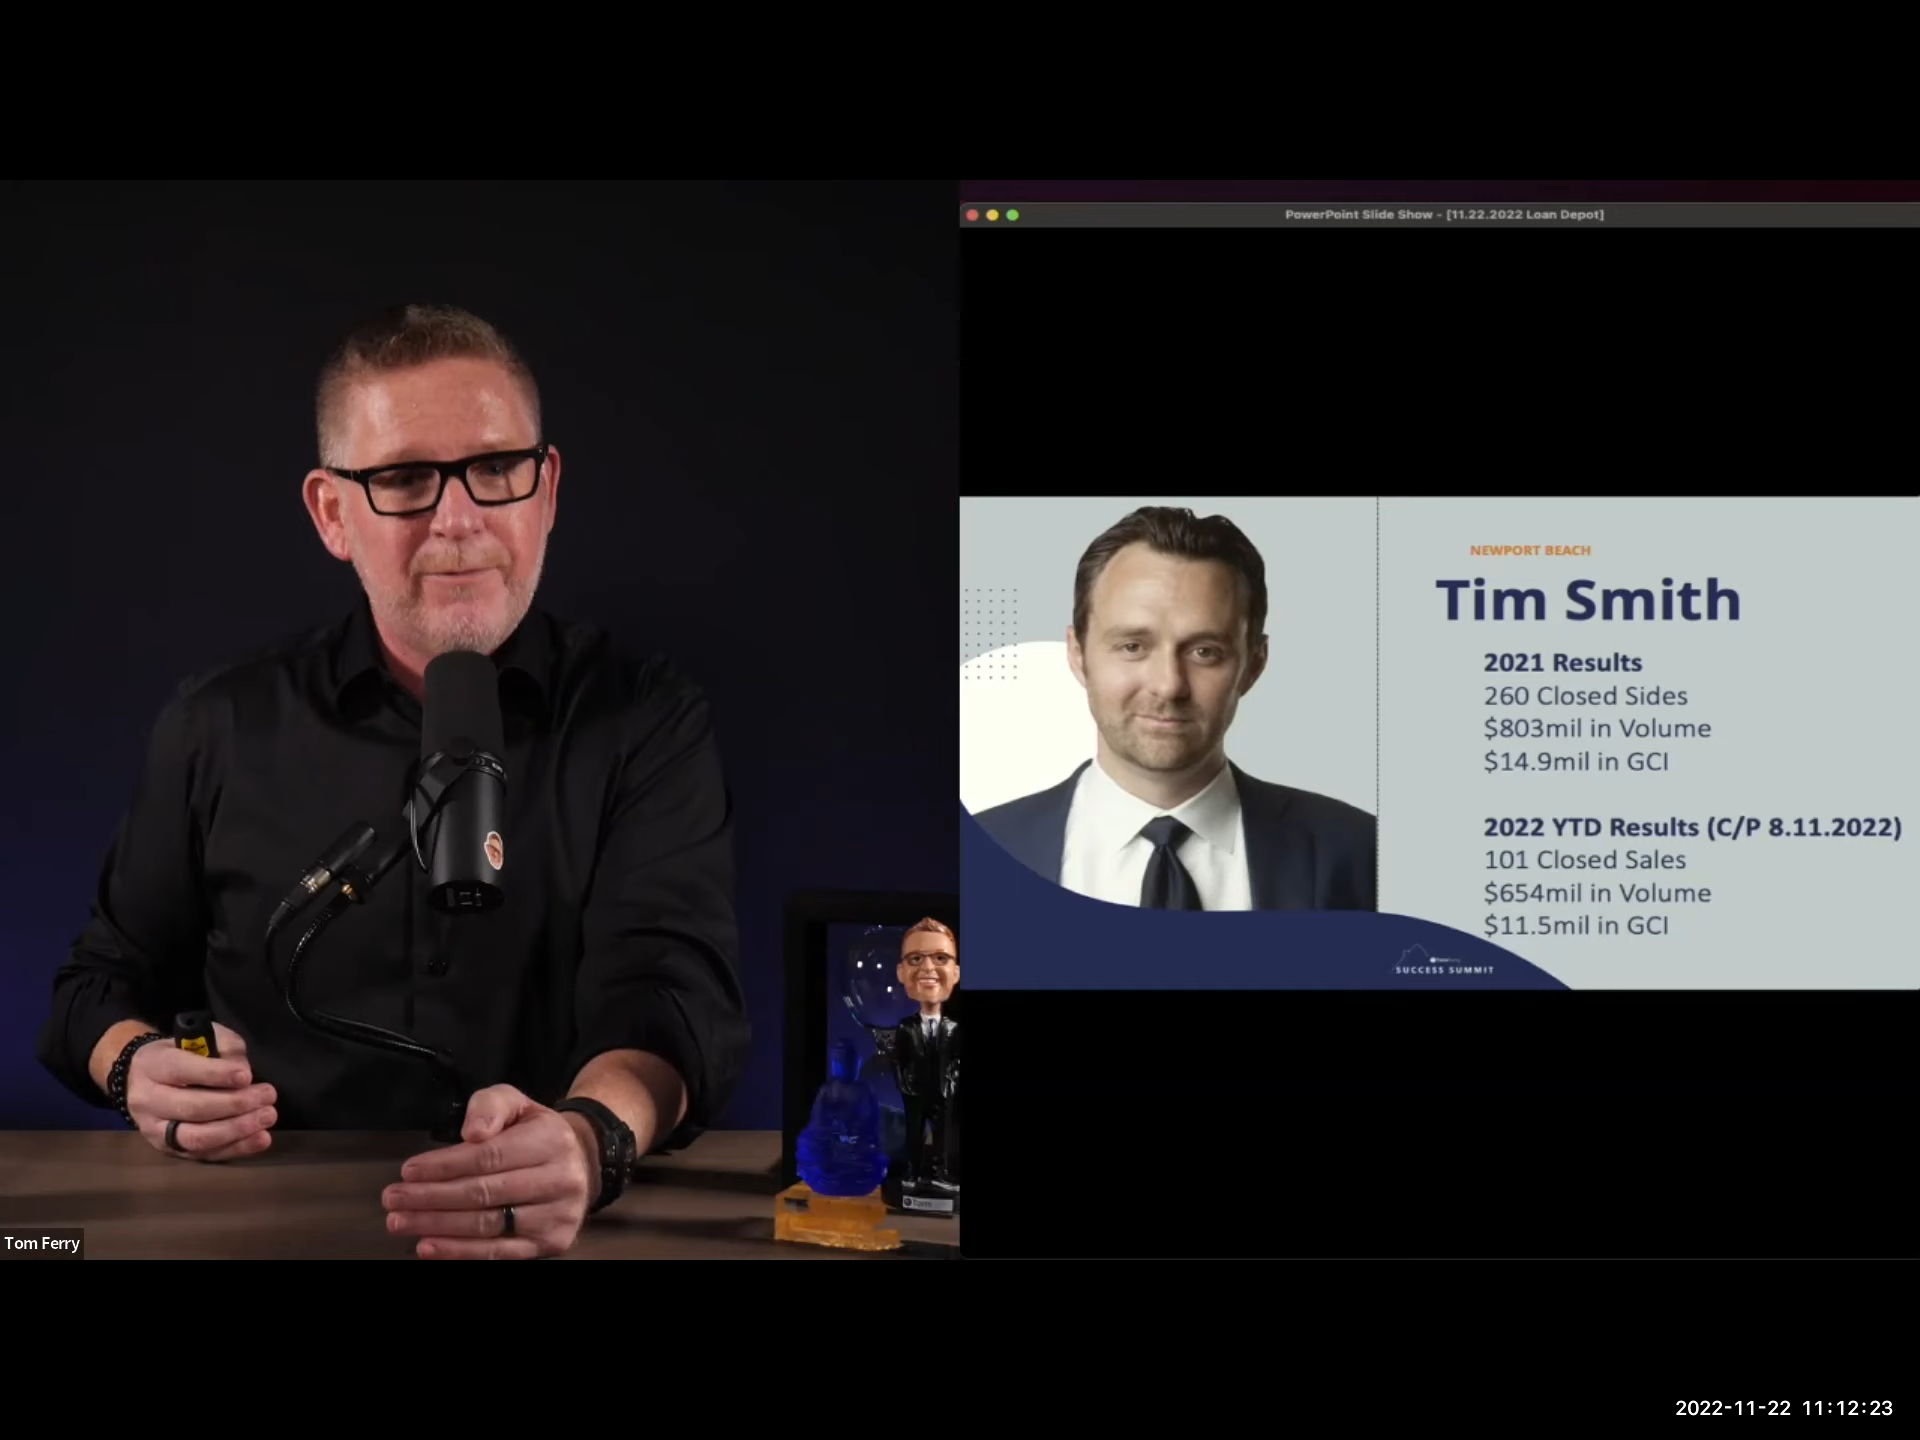 PowerPoint Slide Show - [11.22.2022 Loan Depot]
NEWPORT BEACH
Tim Smith
2021 Results
260 Closed Sides
$803mil in Volume
$14.9mil in GCI
2022 YTD Results (C/P 8.11.2022)
101 Closed Sales
$654mil in Volume
$11.5mil in GCI
SUCCESS SUMMIT
Tom
Tom Ferry
2022-11-22 11:12:23